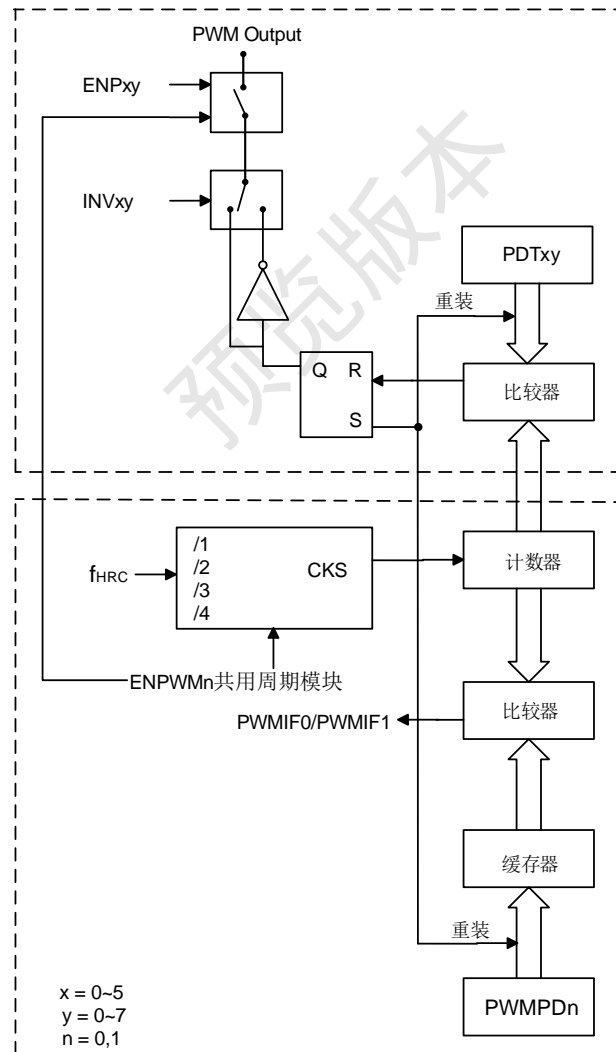 PWM Output
ENPxy
INVxy
预览版本
PDTxy
重装
Q R
S
比较器
/1
/2
/3
/4
CKS
fHRC
计数器
ENPWMn共用周期模块
PWMIF0/PWMIF1
比较器
缓存器
重装
PWMPDn
x = 0~5
y = 0~7
n = 0,1